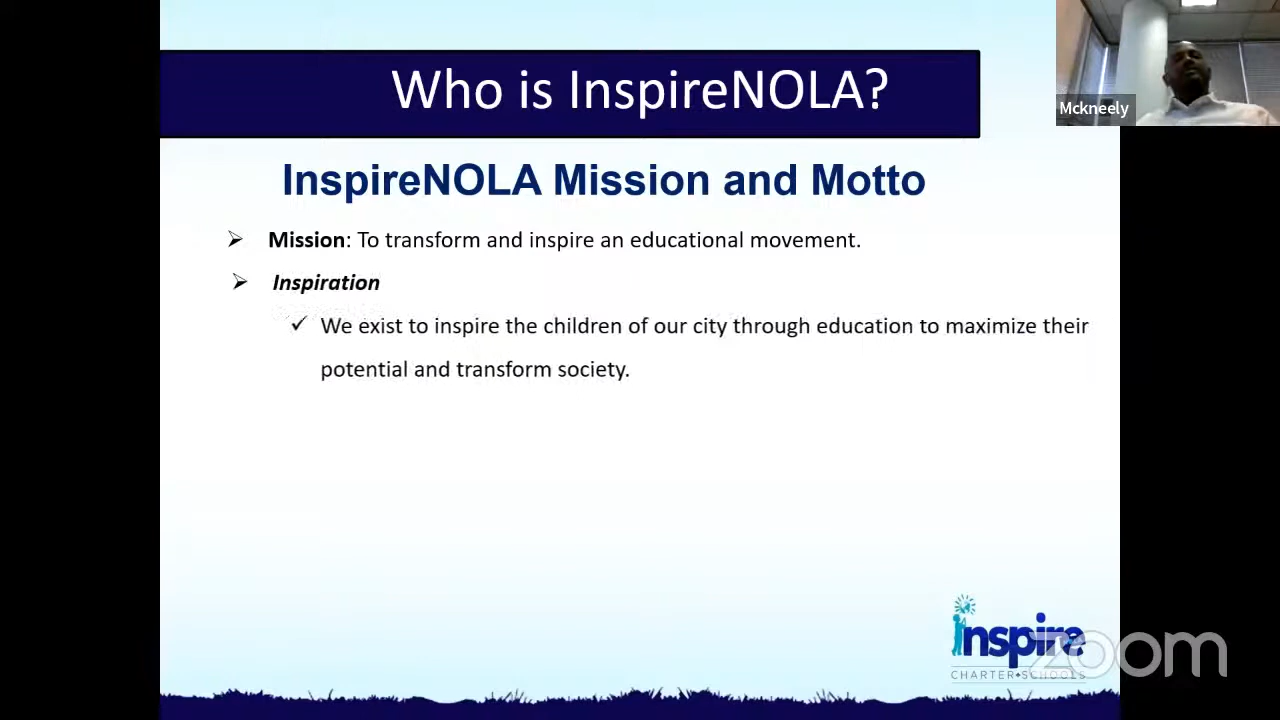 Who is InspireNOLA?
Mckneely
InspireNOLA Mission and Motto
Mission: To transform and inspire an educational movement.
Inspiration
We exist to inspire the children of our city through education to maximize their
potential and transform society.
inspire
CHARTER SCHOOLS
zoom